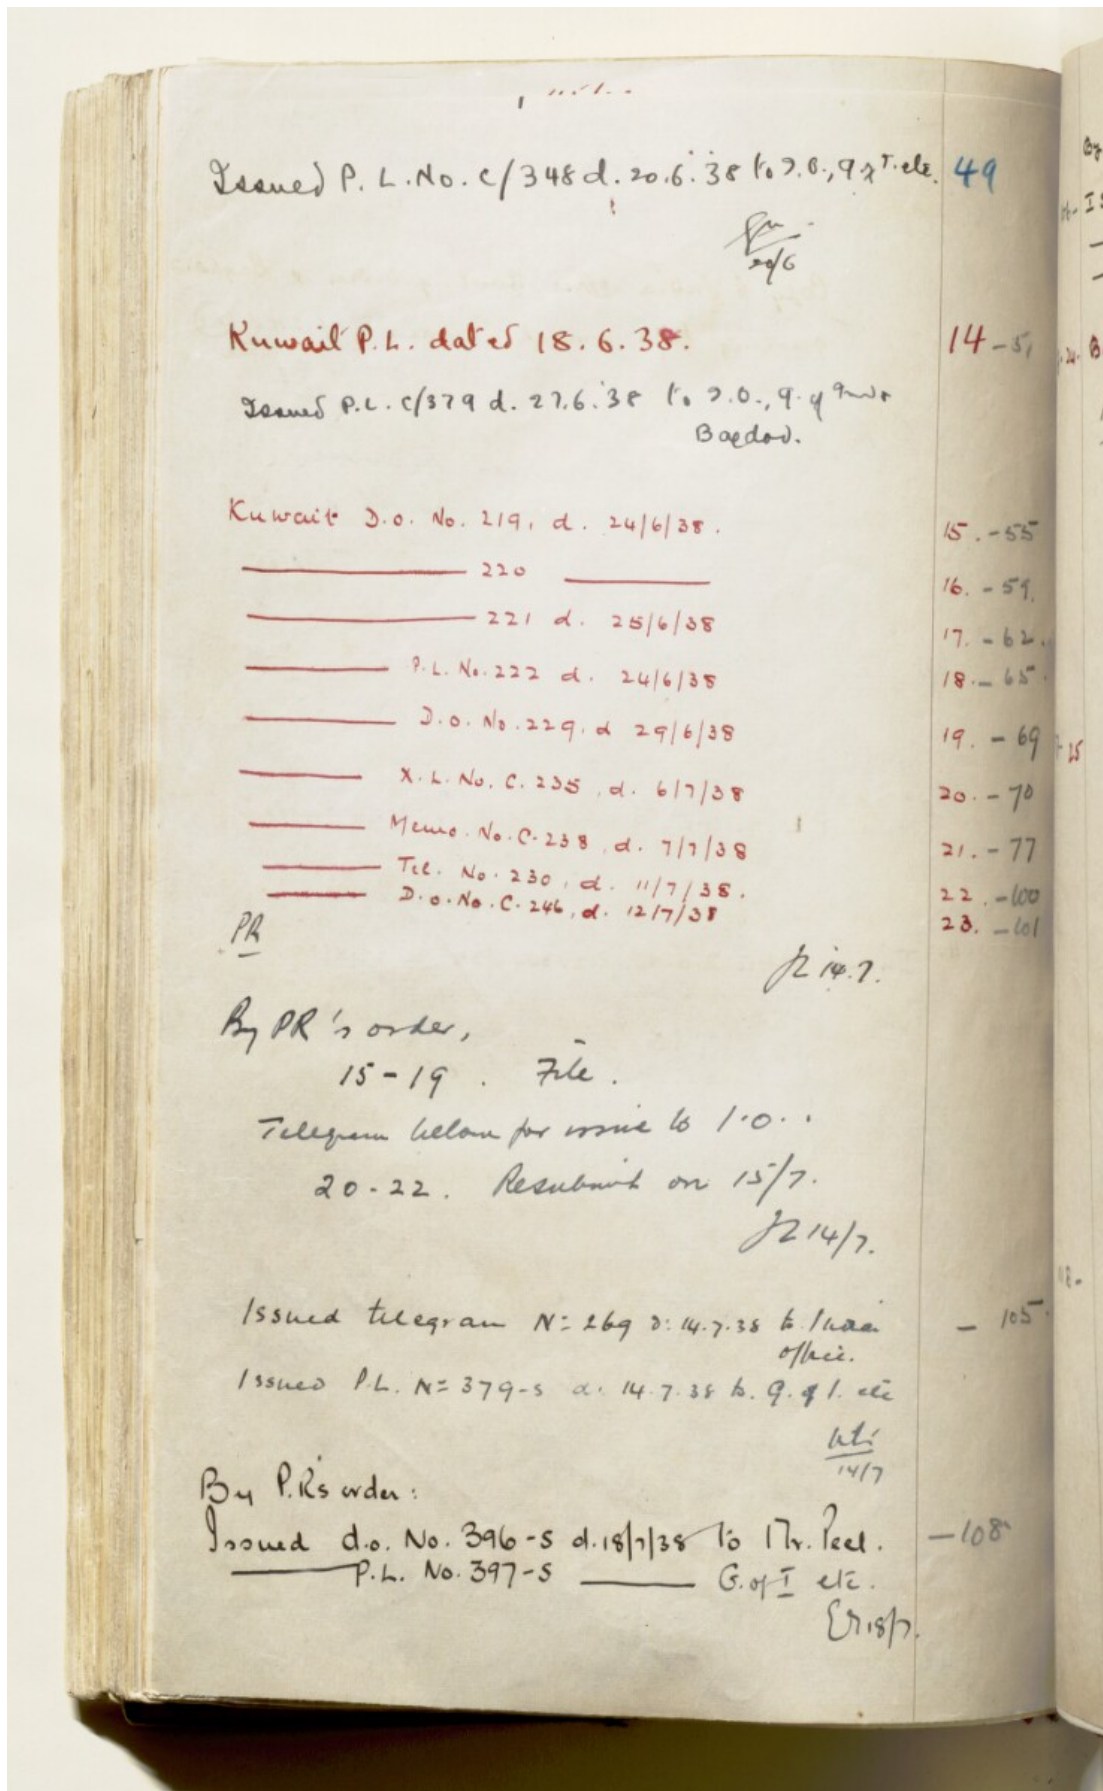 Issued P.L. No. C/348 d. 20.6.38 to I.O., G of I. etc. 49
20/6
Kuwait P.L. dated 18.6.38. 14 - 51
Issued P.L. C/379 d. 27.6.38 to I.O., G. of
Bagdad.
Kuwait D.O. No. 219, d. 24/6/38. 15. - 55
——— 220 ——— 16. - 59.
——— 221 d. 25/6/38 17. - 62.
——— P.L. No. 222 d. 24/6/38 18. - 65.
——— D.O. No. 229, d 29/6/38 19. - 69
——— X.L. No. C. 235, d. 6/7/38 20. - 70
——— Memo. No. C. 238, d. 7/7/38 21. - 77
——— Tel. No. 230, d. 11/7/38. 22. - 100
——— D.O. No. C. 246, d. 12/7/38 23. - 101
PR
14.7.
By PR's order,
15-19. File.
Telegram below for issue to I.O..
20-22. Resubmit on 15/7.
14/7.
Issued telegram No 269 d: 14.7.38 to India - 105
office.
Issued P.L. No 379-S d. 14.7.38 to G. of I. etc
14/7
By P.R's order:
Issued d.o. No. 396-S d. 18/7/38 to Mr. Peel. - 108
——— P.L. No. 397-S ——— G. of I etc.
18/7.